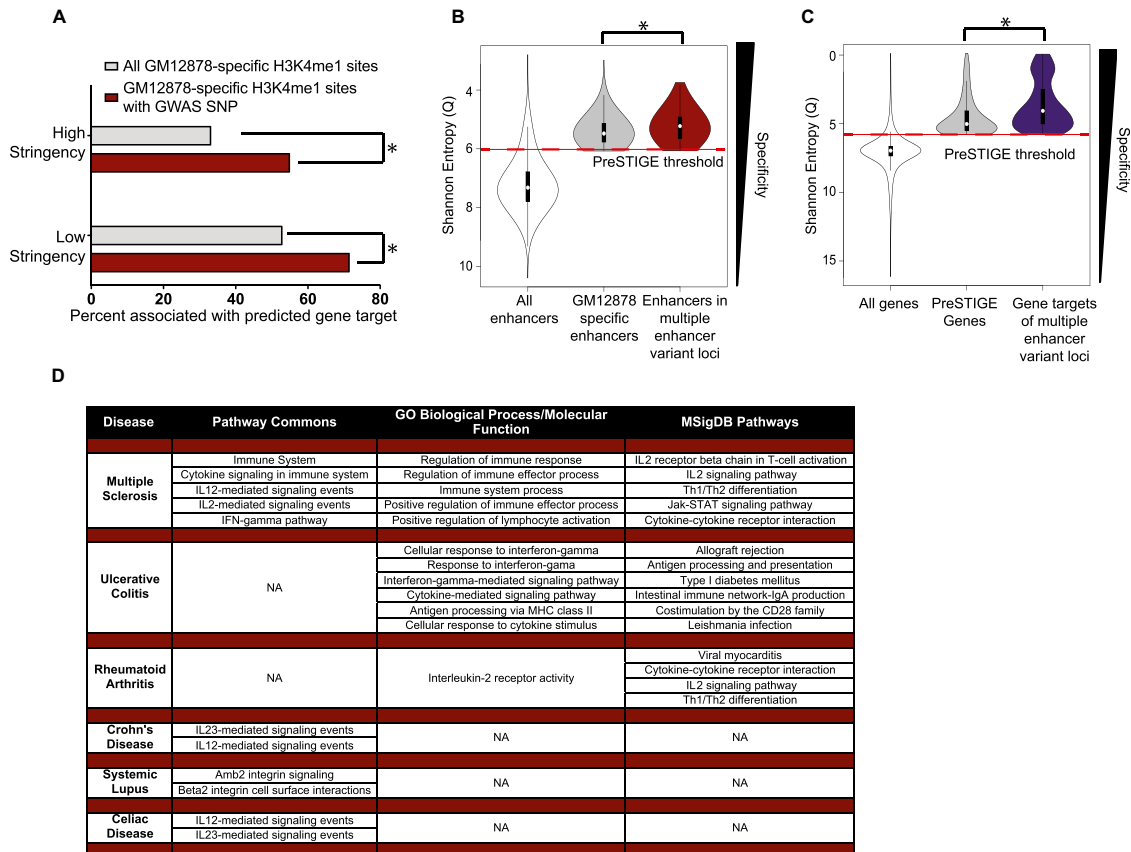 A
All GM12878-specific H3K4me1 sites
GM12878-specific H3K4me1 sites
with GWAS SNP
High
Stringency
*
Low
Stringency
*
0 20 40 60 80
Percent associated with predicted gene target
B
*
Shannon Entropy (Q)
4
6
8
10
PreSTIGE threshold
Specificity
All
enhancers
GM12878
specific
enhancers
Enhancers in
multiple
enhancer
variant loci
C
*
Shannon Entropy (Q)
0
5
10
15
PreSTIGE threshold
Specificity
All genes
PreSTIGE
Genes
Gene targets
of multiple
enhancer
variant loci
D
Disease Pathway Commons GO Biological Process/Molecular Function MSigDB Pathways
Multiple
Sclerosis
Immune System Regulation of immune response IL2 receptor beta chain in T-cell activation
Cytokine signaling in immune system Regulation of immune effector process IL2 signaling pathway
IL12-mediated signaling events Immune system process Th1/Th2 differentiation
IL2-mediated signaling events Positive regulation of immune effector process Jak-STAT signaling pathway
IFN-gamma pathway Positive regulation of lymphocyte activation Cytokine-cytokine receptor interaction
Ulcerative
Colitis
NA
Cellular response to interferon-gamma Allograft rejection
Response to interferon-gama Antigen processing and presentation
Interferon-gamma-mediated signaling pathway Type I diabetes mellitus
Cytokine-mediated signaling pathway Intestinal immune network-IgA production
Antigen processing via MHC class II Costimulation by the CD28 family
Cellular response to cytokine stimulus Leishmania infection
Rheumatoid
Arthritis
NA
Interleukin-2 receptor activity
Viral myocarditis
Cytokine-cytokine receptor interaction
IL2 signaling pathway
Th1/Th2 differentiation
Crohn's
Disease
IL23-mediated signaling events
IL12-mediated signaling events
NA NA
Systemic
Lupus
Amb2 integrin signaling
Beta2 integrin cell surface interactions
NA NA
Celiac
Disease
IL12-mediated signaling events
IL23-mediated signaling events
NA NA